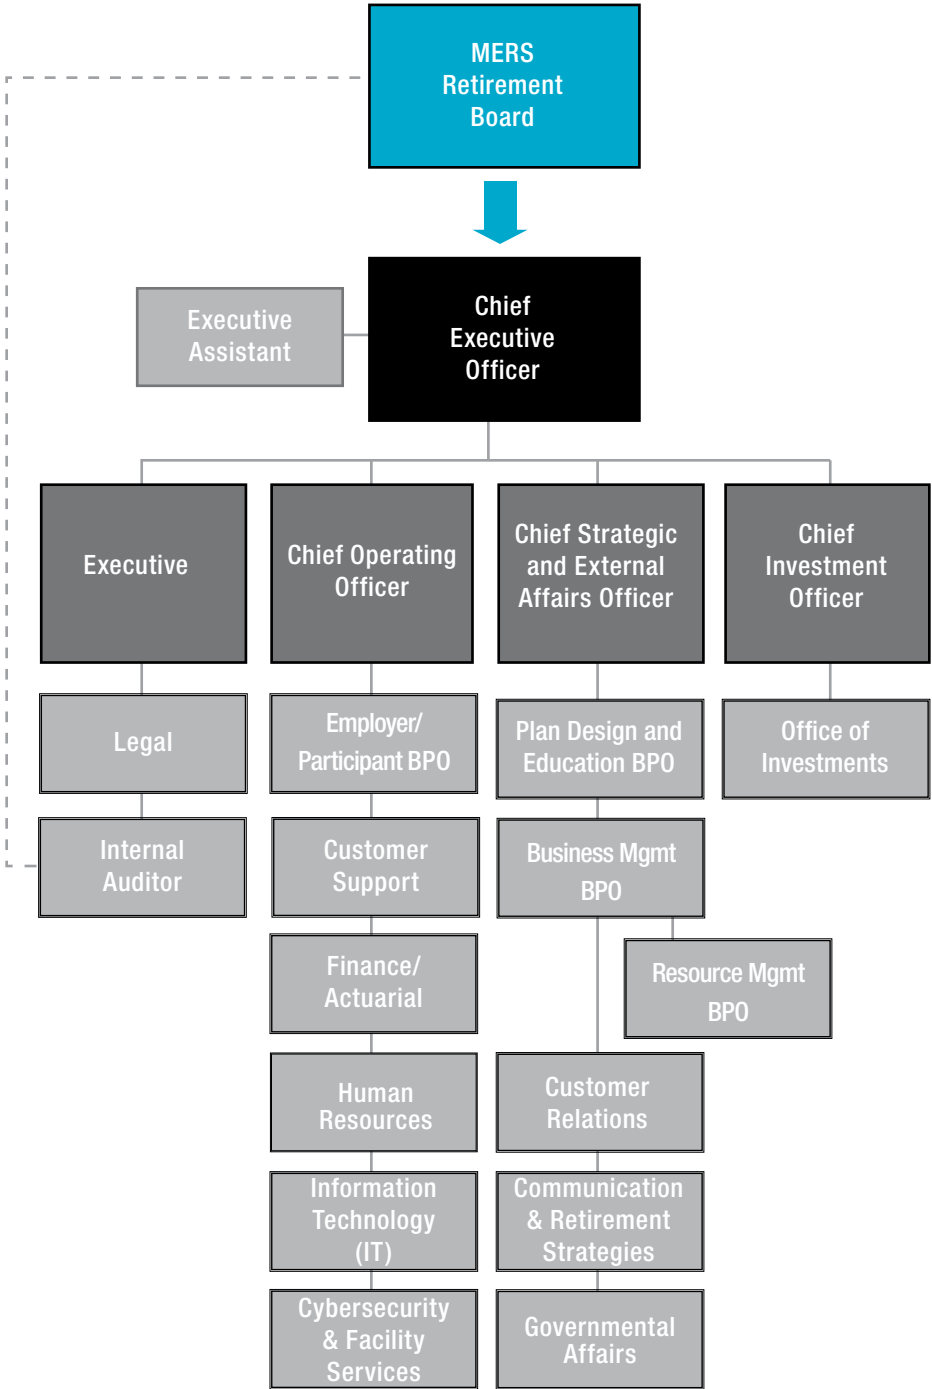 MERS
Retirement
Board
Chief
Executive
Officer
Executive
Assistant
Executive
Chief Operating
Officer
Chief Strategic
and External
Affairs Officer
Chief
Investment
Officer
Legal
Internal
Auditor
Employer/
Participant BPO
Customer
Support
Finance/
Actuarial
Human
Resources
Information
Technology
(IT)
Cybersecurity
& Facility
Services
Plan Design and
Education BPO
Business Mgmt
BPO
Resource Mgmt
BPO
Customer
Relations
Communication
& Retirement
Strategies
Governmental
Affairs
Office of
Investments